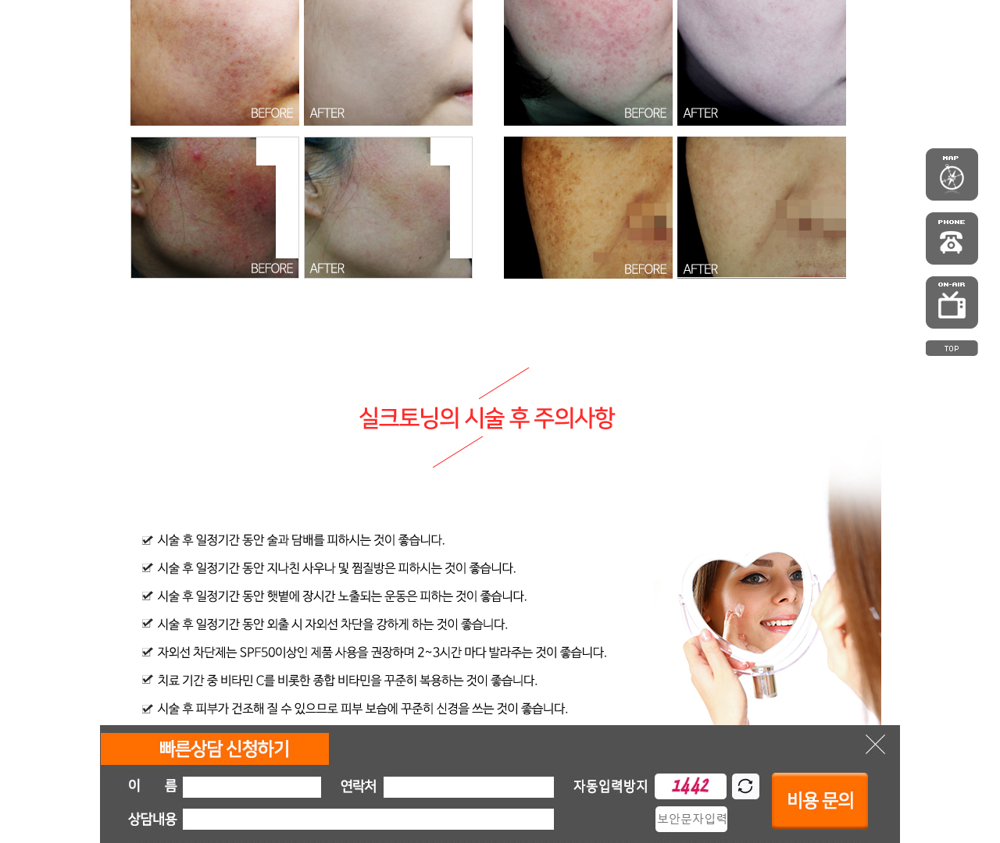 BEFORE AFTER BEFORE AFTER
BEFORE AFTER BEFORE AFTER
MAP
PHONE
ON-AIR
TOP
실크토닝의 시술 후 주의사항
시술 후 일정기간 동안 술과 담배를 피하시는 것이 좋습니다.
시술 후 일정기간 동안 지나친 사우나 및 찜질방은 피하시는 것이 좋습니다.
시술 후 일정기간 동안 햇볕에 장시간 노출되는 운동은 피하는 것이 좋습니다.
시술 후 일정기간 동안 외출 시 자외선 차단을 강하게 하는 것이 좋습니다.
자외선 차단제는 SPF50이상인 제품 사용을 권장하며 2~3시간 마다 발라주는 것이 좋습니다.
치료 기간 중 비타민 C를 비롯한 종합 비타민을 꾸준히 복용하는 것이 좋습니다.
시술 후 피부가 건조해 질 수 있으므로 피부 보습에 꾸준히 신경을 쓰는 것이 좋습니다.
빠른상담 신청하기
이 름 연락처 자동입력방지 1442
상담내용 보안문자입력
비용 문의